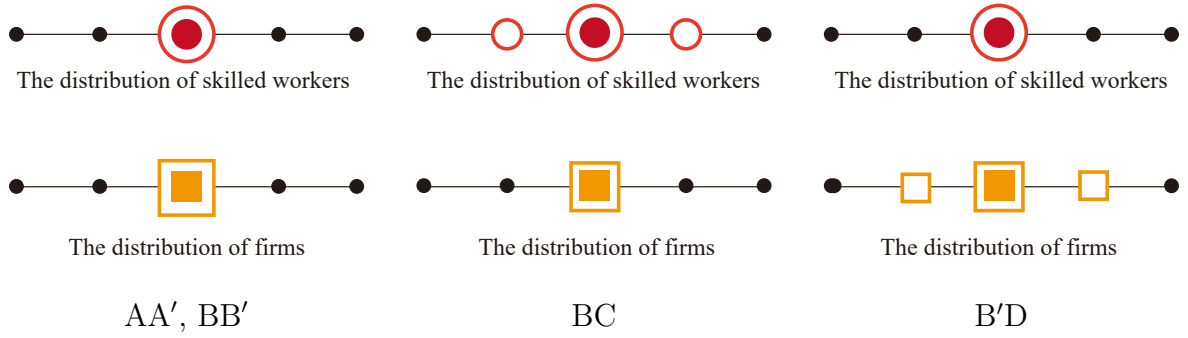 The distribution of skilled workers
The distribution of skilled workers
The distribution of skilled workers
The distribution of firms
The distribution of firms
The distribution of firms
AA′, BB′
BC
B′D